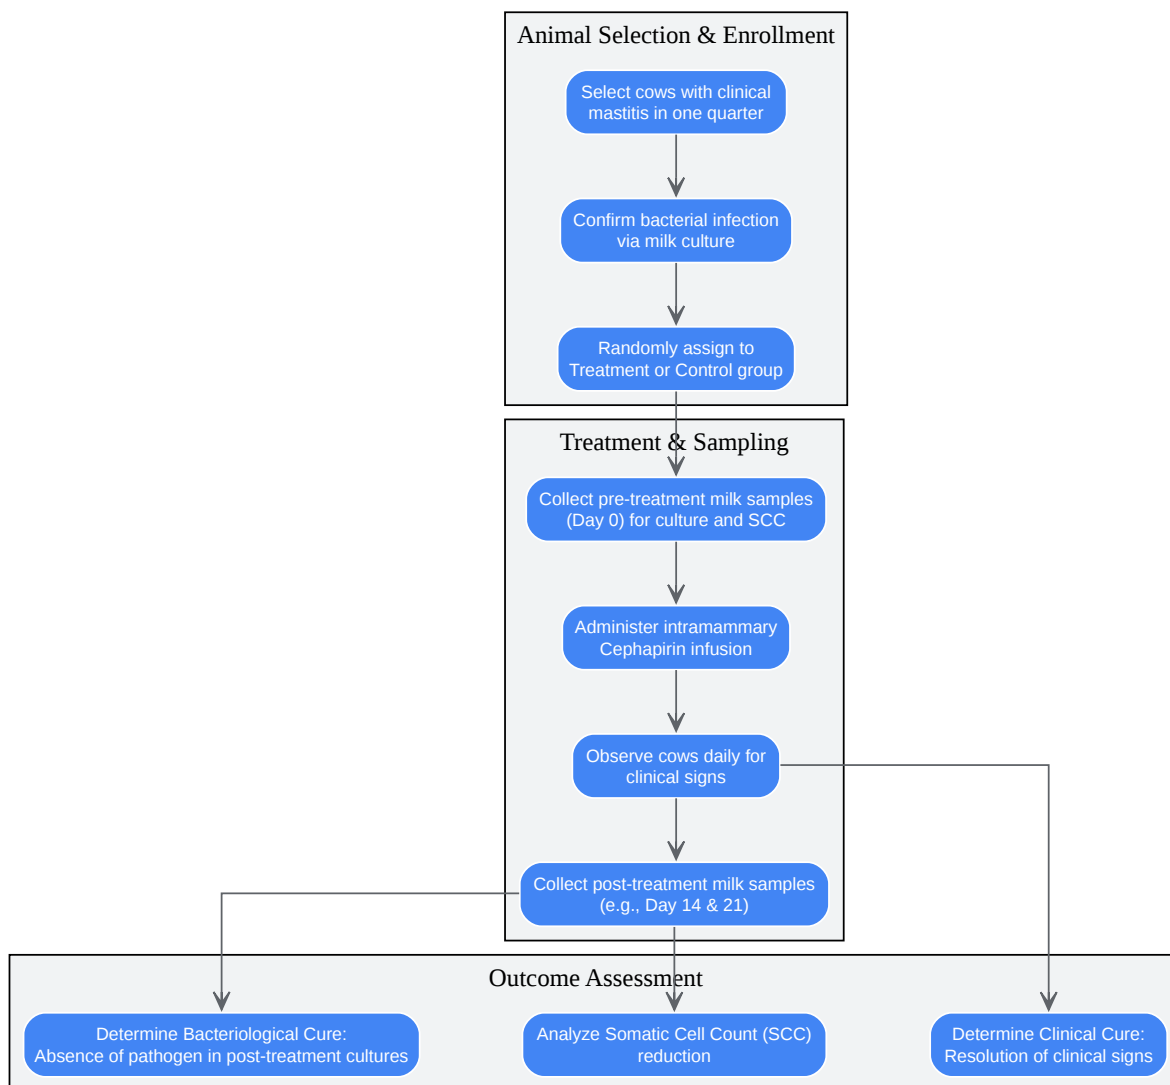 Animal Selection & Enrollment
Select cows with clinical
mastitis in one quarter
Confirm bacterial infection
via milk culture
Randomly assign to
Treatment or Control group
Treatment & Sampling
Collect pre-treatment milk samples
(Day 0) for culture and SCC
Administer intramammary
Cephapirin infusion
Observe cows daily for
clinical signs
Collect post-treatment milk samples
(e.g., Day 14 & 21)
Outcome Assessment
Determine Bacteriological Cure:
Absence of pathogen in post-treatment cultures
Analyze Somatic Cell Count (SCC)
reduction
Determine Clinical Cure:
Resolution of clinical signs